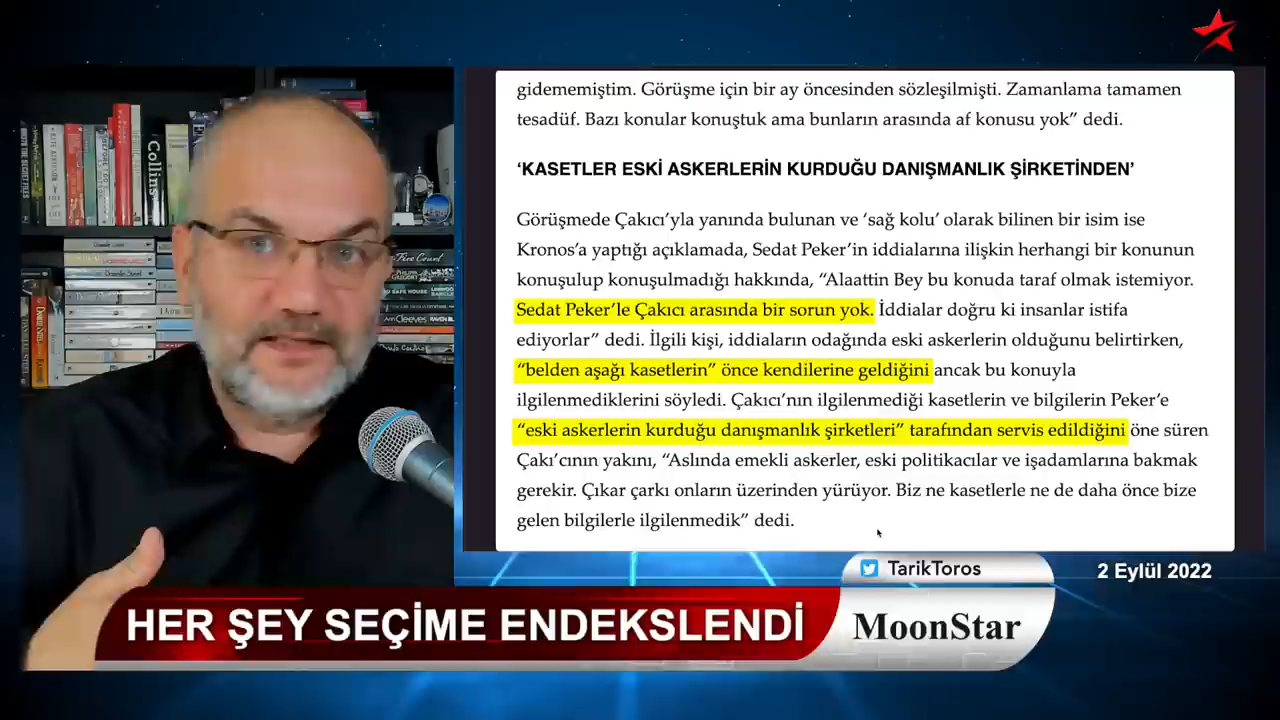 gidememiştim. Görüşme için bir ay öncesinden sözleşilmişti. Zamanlama tamamen
tesadüf. Bazı konular konuştuk ama bunların arasında af konusu yok” dedi.
‘KASETLER ESKİ ASKERLERİN KURDUĞU DANIŞMANLIK ŞİRKETİNDEN’
Görüşmede Çakıcı’yla yanında bulunan ve ‘sağ kolu’ olarak bilinen bir isim ise
Kronos’a yaptığı açıklamada, Sedat Peker’in iddialarına ilişkin herhangi bir konunun
konuşulup konuşulmadığı hakkında, “Alaattin Bey bu konuda taraf olmak istemiyor.
Sedat Peker’le Çakıcı arasında bir sorun yok. İddialar doğru ki insanlar istifa
ediyorlar” dedi. İlgili kişi, iddiaların odağında eski askerlerin olduğunu belirtirken,
“belden aşağı kasetlerin” önce kendilerine geldiğini ancak bu konuyla
ilgilenmediklerini söyledi. Çakıcı’nın ilgilenmediği kasetlerin ve bilgilerin Peker’e
“eski askerlerin kurduğu danışmanlık şirketleri” tarafından servis edildiğini öne süren
Çakı’cının yakını, “Aslında emekli askerler, eski politikacılar ve işadamlarına bakmak
gerekir. Çıkar çarkı onların üzerinden yürüyor. Biz ne kasetlerle ne de daha önce bize
gelen bilgilerle ilgilenmedik” dedi.
Collins
TarikToros
2 Eylül 2022
HER ŞEY SEÇİME ENDEKSLENDİ
MoonStar